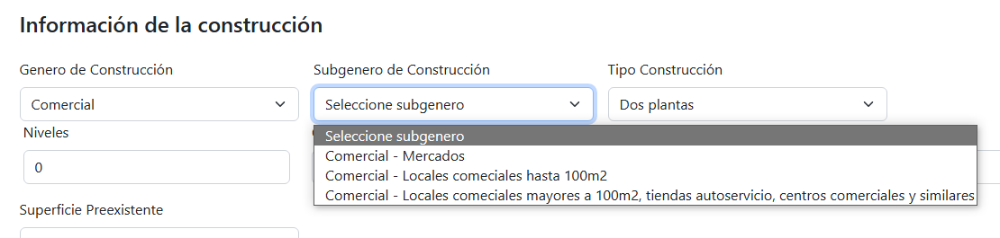 Información de la construcción
Genero de Construcción
Subgenero de Construcción
Tipo Construcción
Comercial
Seleccione subgenero
Dos plantas
Niveles
Seleccione subgenero
Comercial - Mercados
0
Comercial - Locales comeciales hasta 100m2
Comercial - Locales comeciales mayores a 100m2, tiendas autoservicio, centros comerciales y similares
Superficie Preexistente